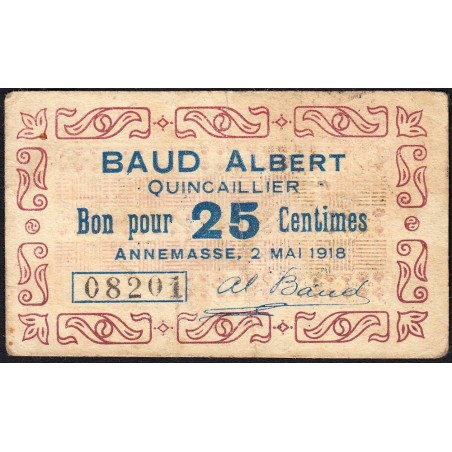 BAUD ALBERT
QUINCAILLIER
Bon pour 25 Centimes
ANNEMASSE, 2 MAI 1918
08201 Al Baud